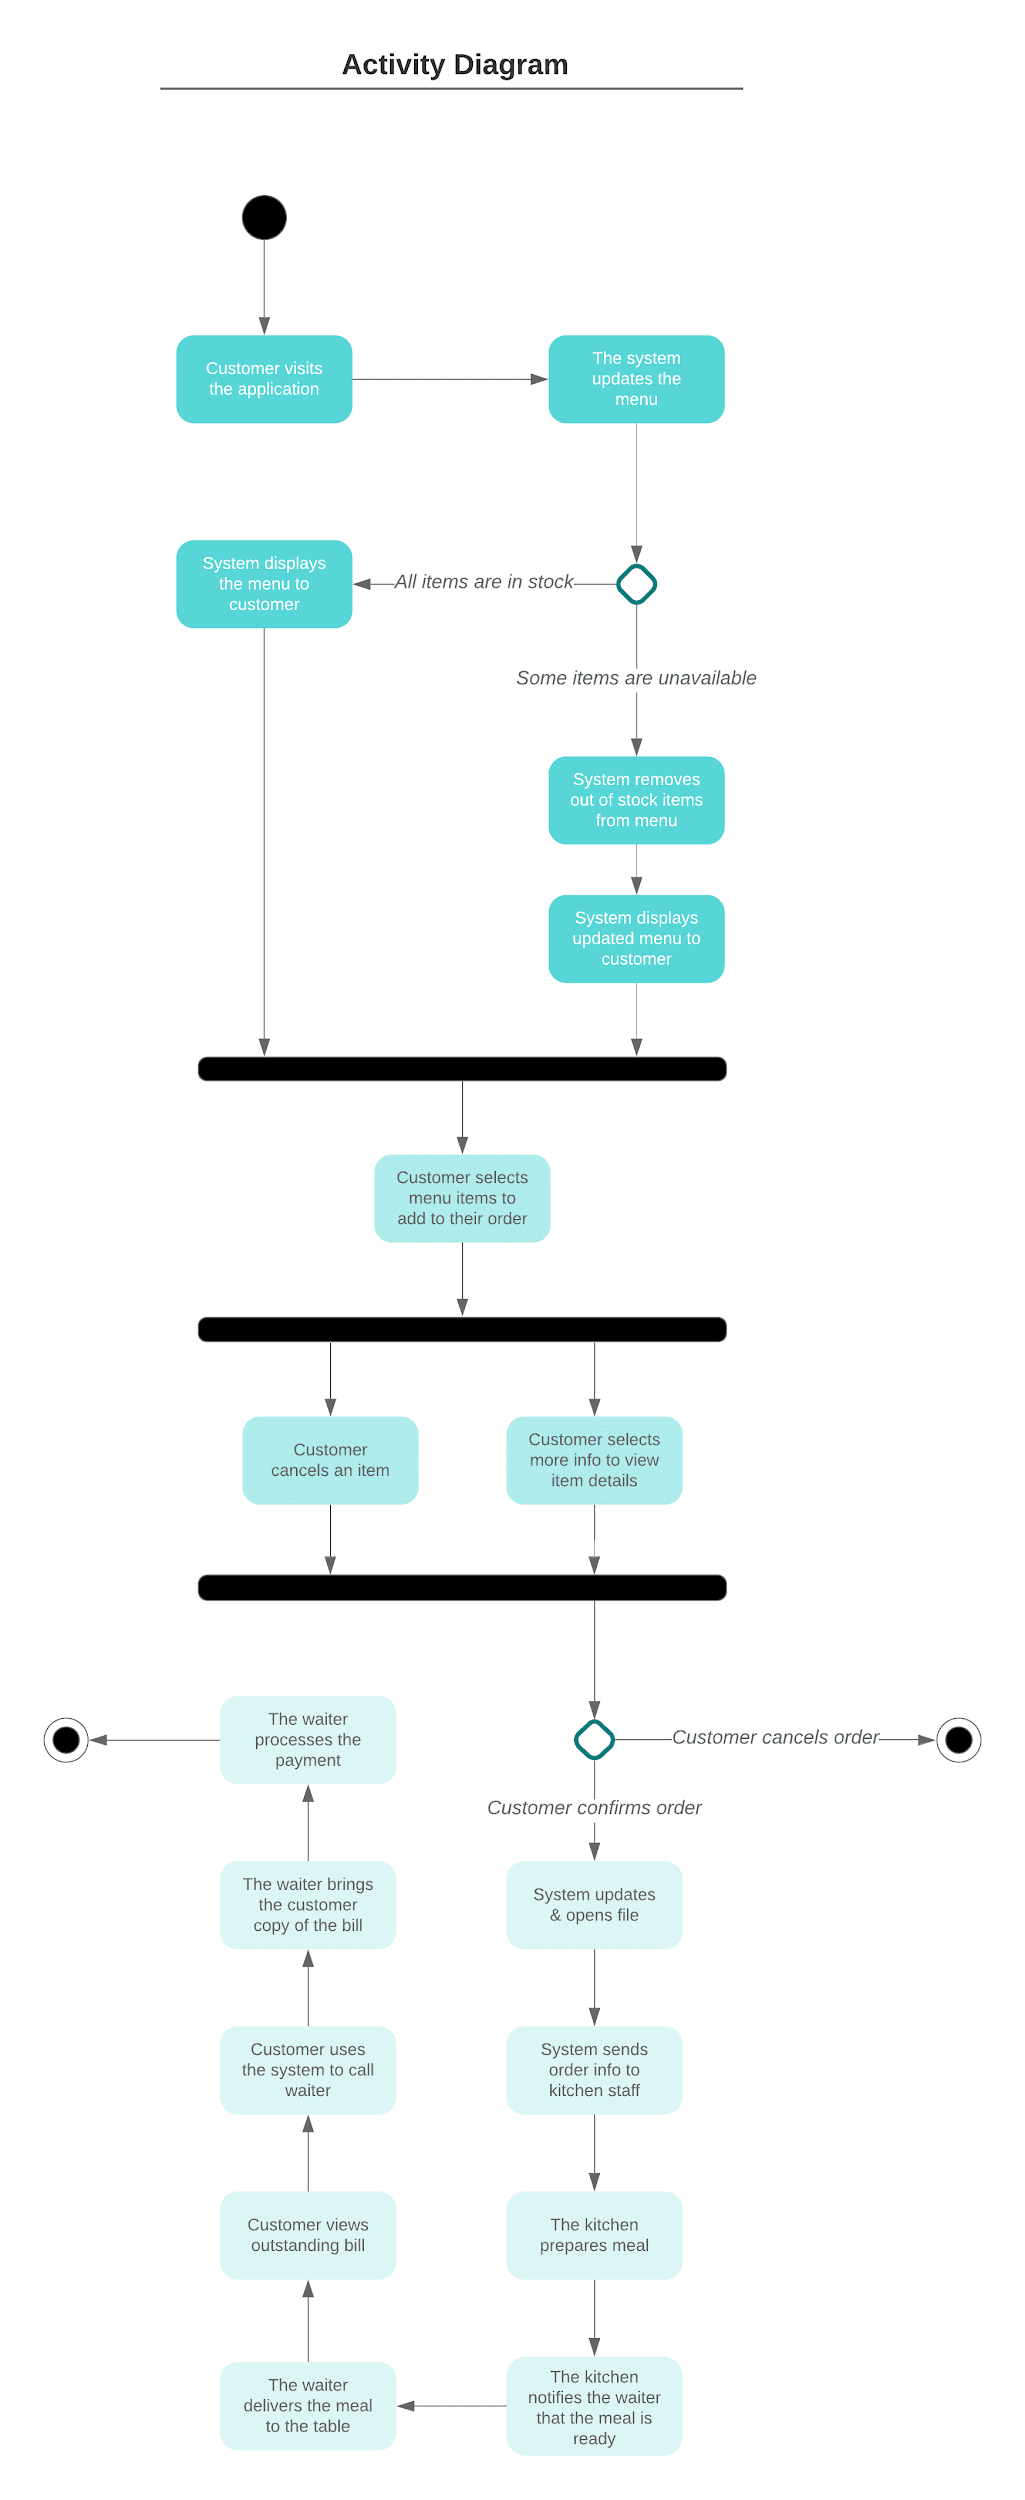 Activity Diagram
Customer visits
the application
The system
updates the
menu
System displays
the menu to
customer
All items are in stock
Some items are unavailable
System removes
out of stock items
from menu
System displays
updated menu to
customer
Customer selects
menu items to
add to their order
Customer
cancels an item
Customer selects
more info to view
item details
The waiter
processes the
payment
Customer cancels order
Customer confirms order
The waiter brings
the customer
copy of the bill
System updates
& opens file
Customer uses
the system to call
waiter
System sends
order info to
kitchen staff
Customer views
outstanding bill
The kitchen
prepares meal
The waiter
delivers the meal
to the table
The kitchen
notifies the waiter
that the meal is
ready